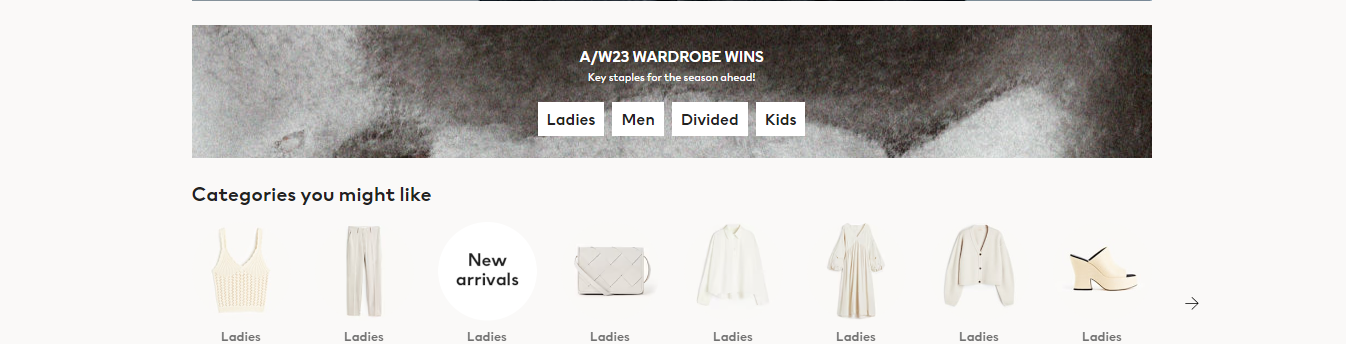 A/W23 WARDROBE WINS
Key staples for the season ahead!
Ladies Men Divided Kids
Categories you might like
New
arrivals
Ladies Ladies Ladies Ladies Ladies Ladies Ladies Ladies